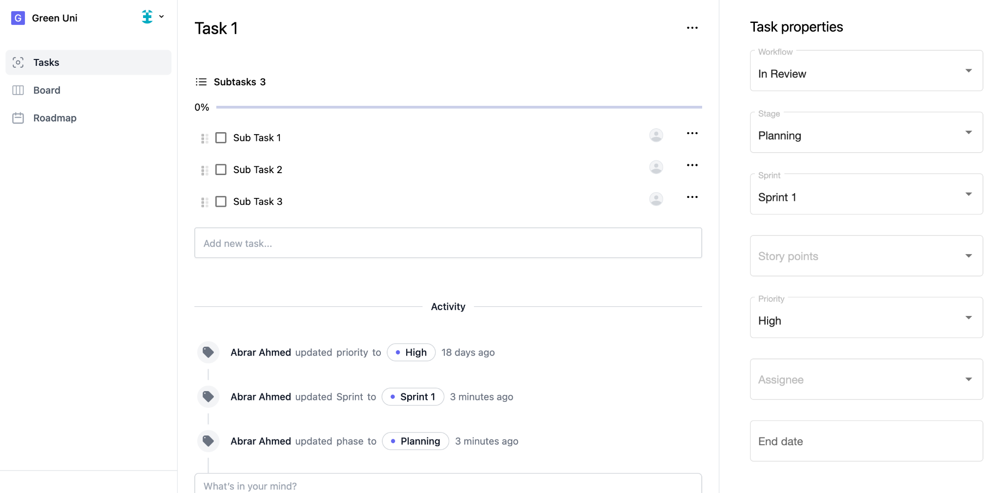 G Green Uni
Tasks
Board
Roadmap
Task 1
Subtasks 3
0%
Sub Task 1
Sub Task 2
Sub Task 3
Add new task...
Activity
Abrar Ahmed updated priority to High 18 days ago
Abrar Ahmed updated Sprint to Sprint 1 3 minutes ago
Abrar Ahmed updated phase to Planning 3 minutes ago
What's in your mind?
Task properties
Workflow
In Review
Stage
Planning
Sprint
Sprint 1
Story points
Priority
High
Assignee
End date